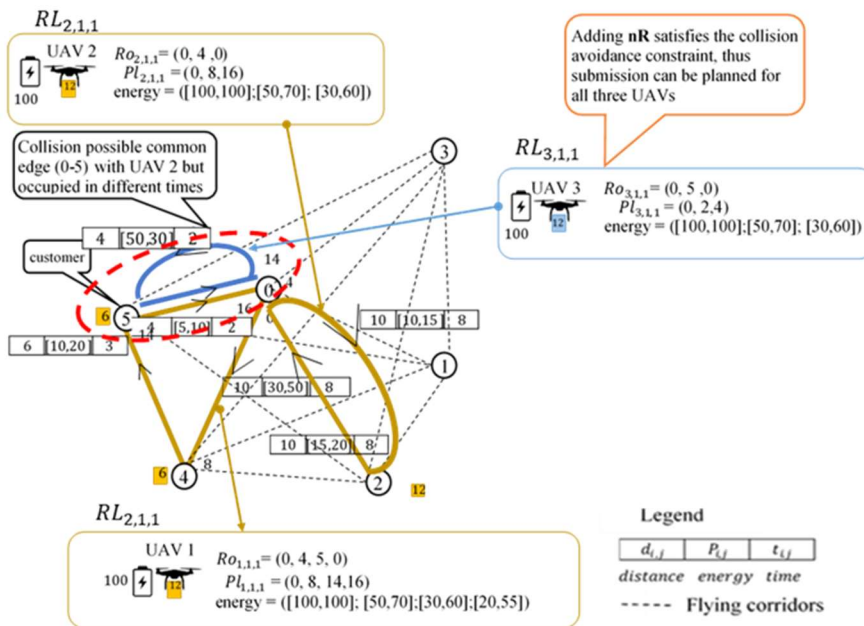 RL2,1,1
UAV 2
100
12
Ro2,1,1= (0, 4 ,0)
Pl2,1,1 = (0, 8,16)
energy = ([100,100];[50,70]; [30,60])
Adding nR satisfies the collision
avoidance constraint, thus
submission can be planned for
all three UAVs
RL3,1,1
UAV 3
100
12
Ro3,1,1= (0, 5 ,0)
Pl3,1,1 = (0, 2,4)
energy = ([100,100];[50,70]; [30,60])
Collision possible common
edge (0-5) with UAV 2 but
occupied in different times
3
4 [50,30] 2
customer
14
0
4
6
5
16
0
14
4 [5,10] 2
10 [10,15] 8
6 [10,20] 3
1
10 [30,50] 8
10 [15,20] 8
6
4
8
2
12
RL2,1,1
UAV 1
100
12
Ro1,1,1= (0, 4, 5, 0)
Pl1,1,1 = (0, 8, 14,16)
energy = ([100,100]; [50,70];[30,60];[20,55])
Legend
di,j Pi,j ti,j
distance energy time
Flying corridors